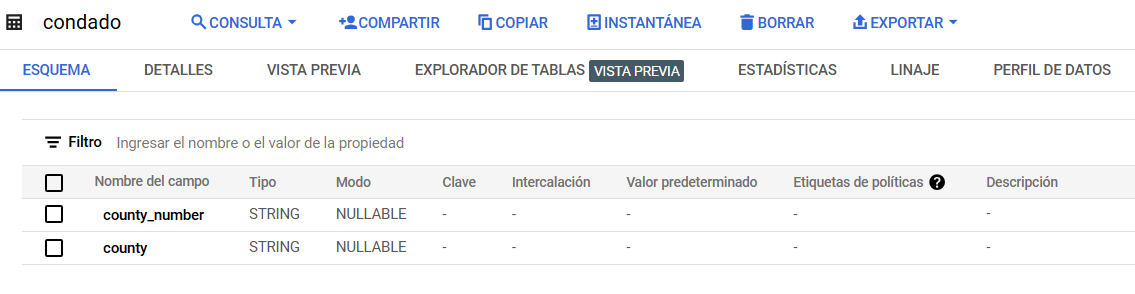 condado CONSULTA COMPARTIR COPIAR INSTANTÁNEA BORRAR EXPORTAR
ESQUEMA DETALLES VISTA PREVIA EXPLORADOR DE TABLAS VISTA PREVIA ESTADÍSTICAS LINAJE PERFIL DE DATOS
Filtro Ingresar el nombre o el valor de la propiedad
Nombre del campo Tipo Modo Clave Intercalación Valor predeterminado Etiquetas de políticas ? Descripción
county_number STRING NULLABLE - - - - -
county STRING NULLABLE - - - - -